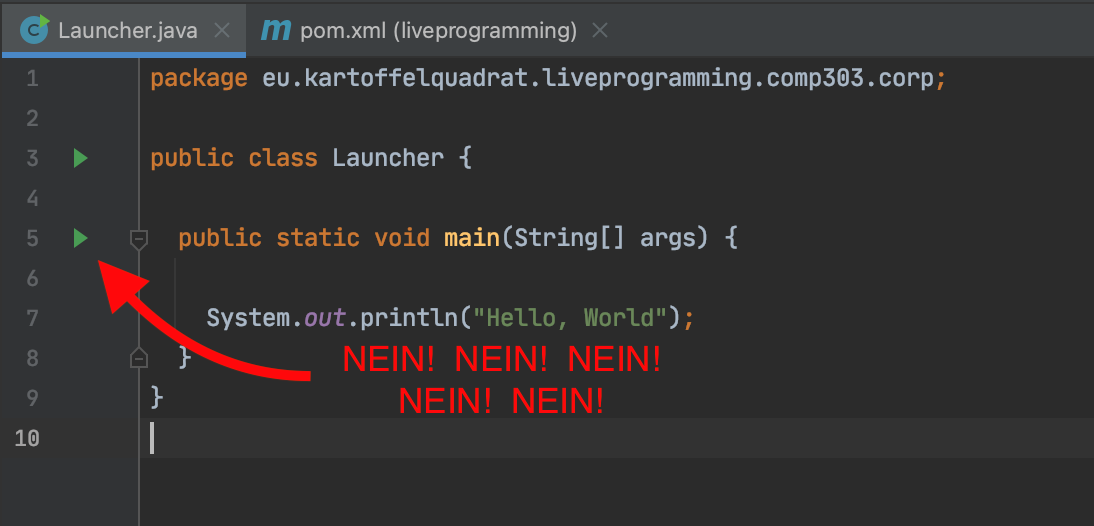 Launcher.java
pom.xml (liveprogramming)
1 package eu.kartoffelquadrat.liveprogramming.comp303.corp;
2
3 public class Launcher {
4
5 public static void main(String[] args) {
6
7 System.out.println("Hello, World");
8 }
NEIN! NEIN! NEIN!
9 }
NEIN! NEIN!
10